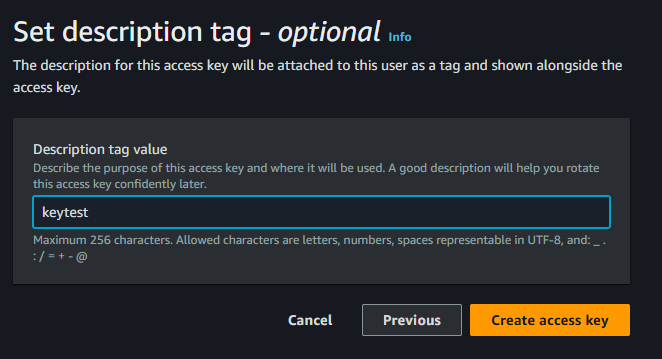 Set description tag - optional Info
The description for this access key will be attached to this user as a tag and shown alongside the
access key.
Description tag value
Describe the purpose of this access key and where it will be used. A good description will help you rotate
this access key confidently later.
keytest
Maximum 256 characters. Allowed characters are letters, numbers, spaces representable in UTF-8, and: _ .
: / = + - @
Cancel Previous Create access key